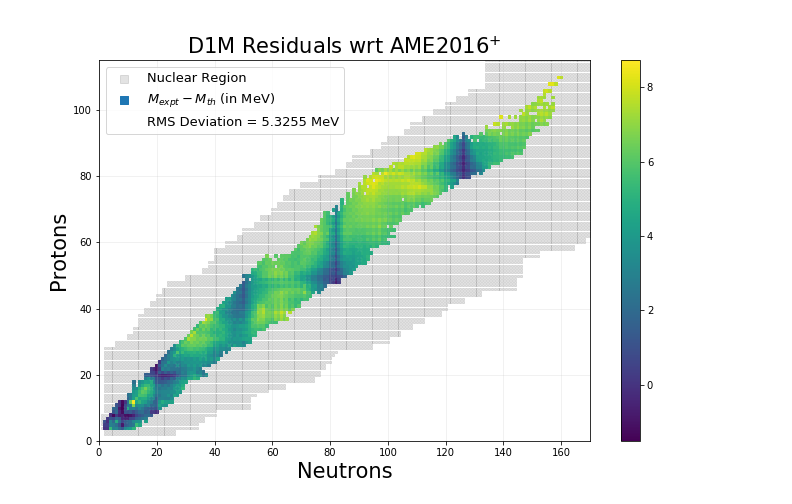 D1M Residuals wrt AME2016⁺
Nuclear Region
M_expt − M_th (in MeV)
RMS Deviation = 5.3255 MeV
Protons
100
80
60
40
20
0
0 20 40 60 80 100 120 140 160
Neutrons
8
6
4
2
0